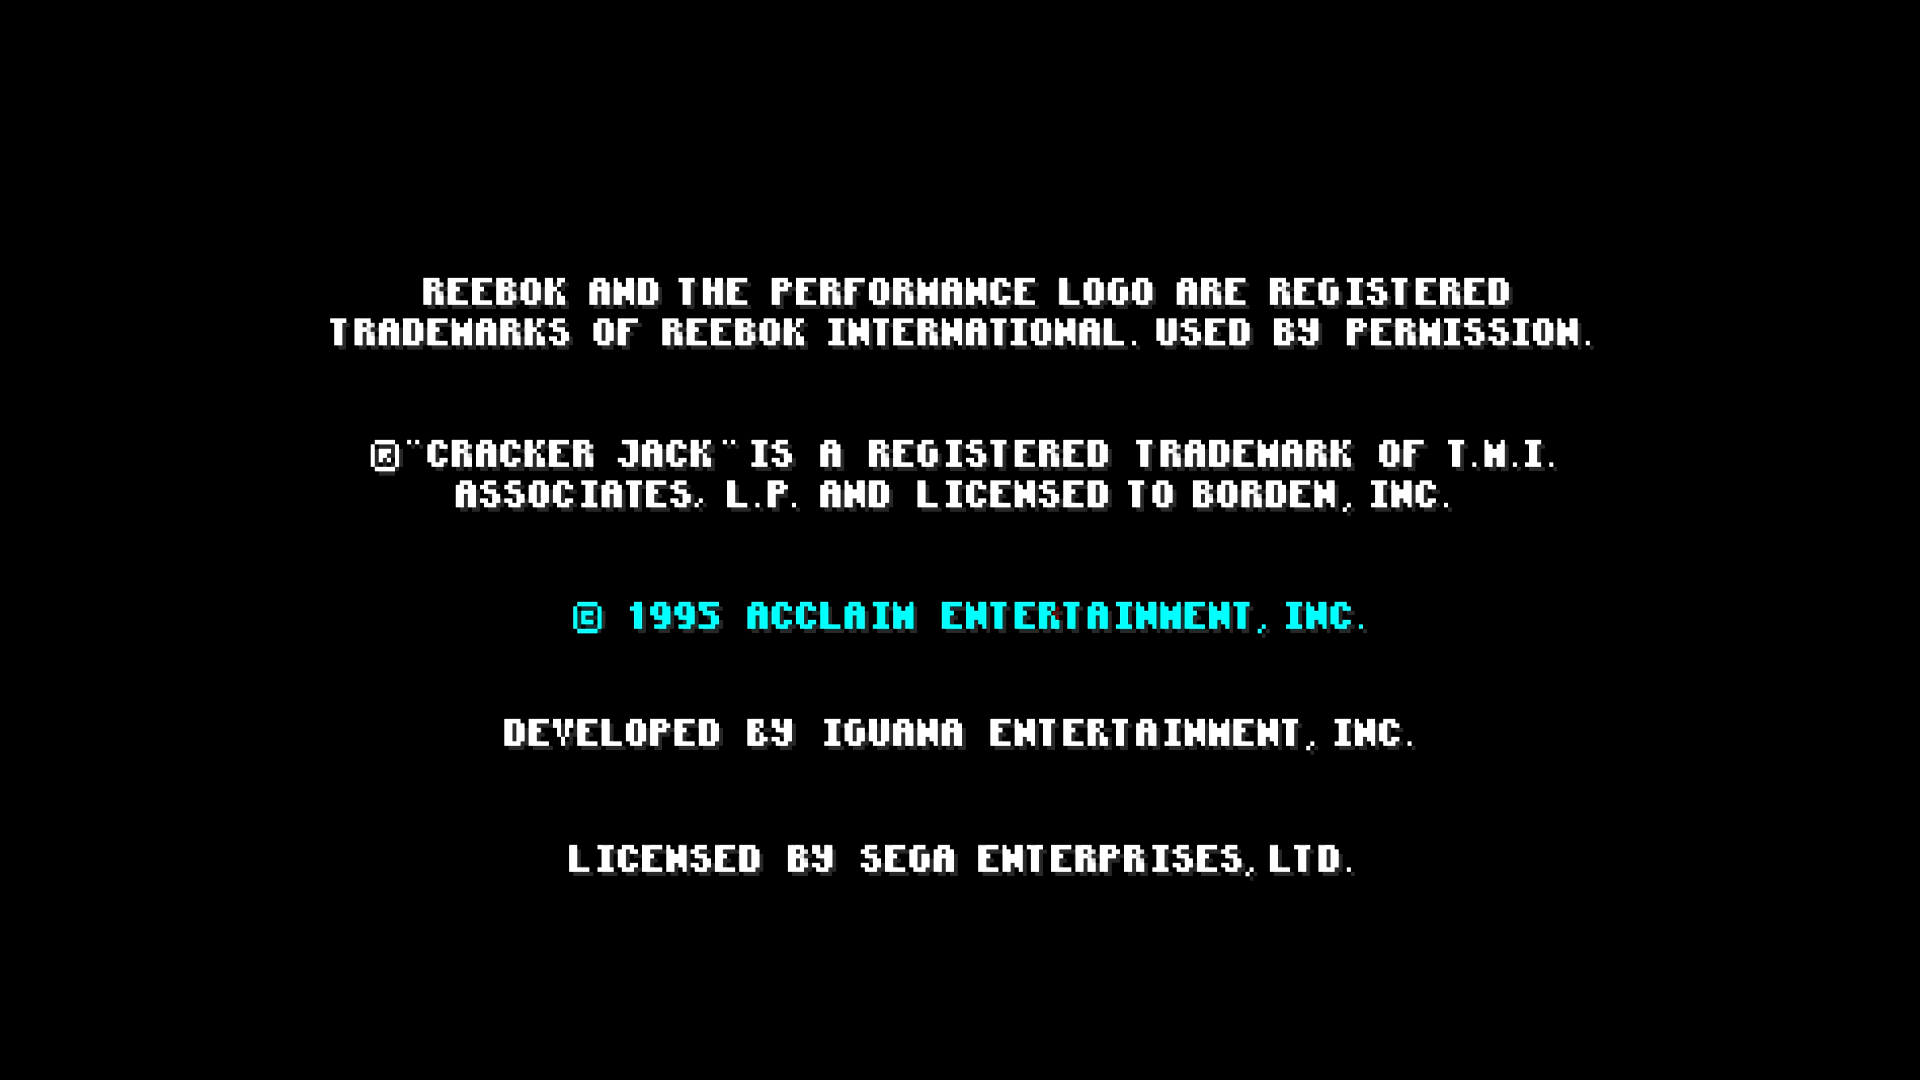 REEBOK AND THE PERFORMANCE LOGO ARE REGISTERED
TRADEMARKS OF REEBOK INTERNATIONAL. USED BY PERMISSION.
®"CRACKER JACK" IS A REGISTERED TRADEMARK OF T.M.I.
ASSOCIATES, L.P. AND LICENSED TO BORDEN, INC.
© 1995 ACCLAIM ENTERTAINMENT, INC.
DEVELOPED BY IGUANA ENTERTAINMENT, INC.
LICENSED BY SEGA ENTERPRISES, LTD.